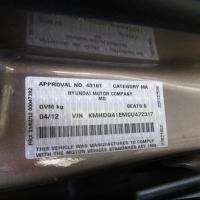 APPROVAL NO. 43161 CATEGORY MA
HYUNDAI MOTOR COMPANY
MD
GVM kg SEATS 5
04/12 VIN KMHDG41EMCU472317
THIS VEHICLE WAS MANUFACTURED TO COMPLY
WITH THE MOTOR VEHICLE STANDARDS ACT 1989